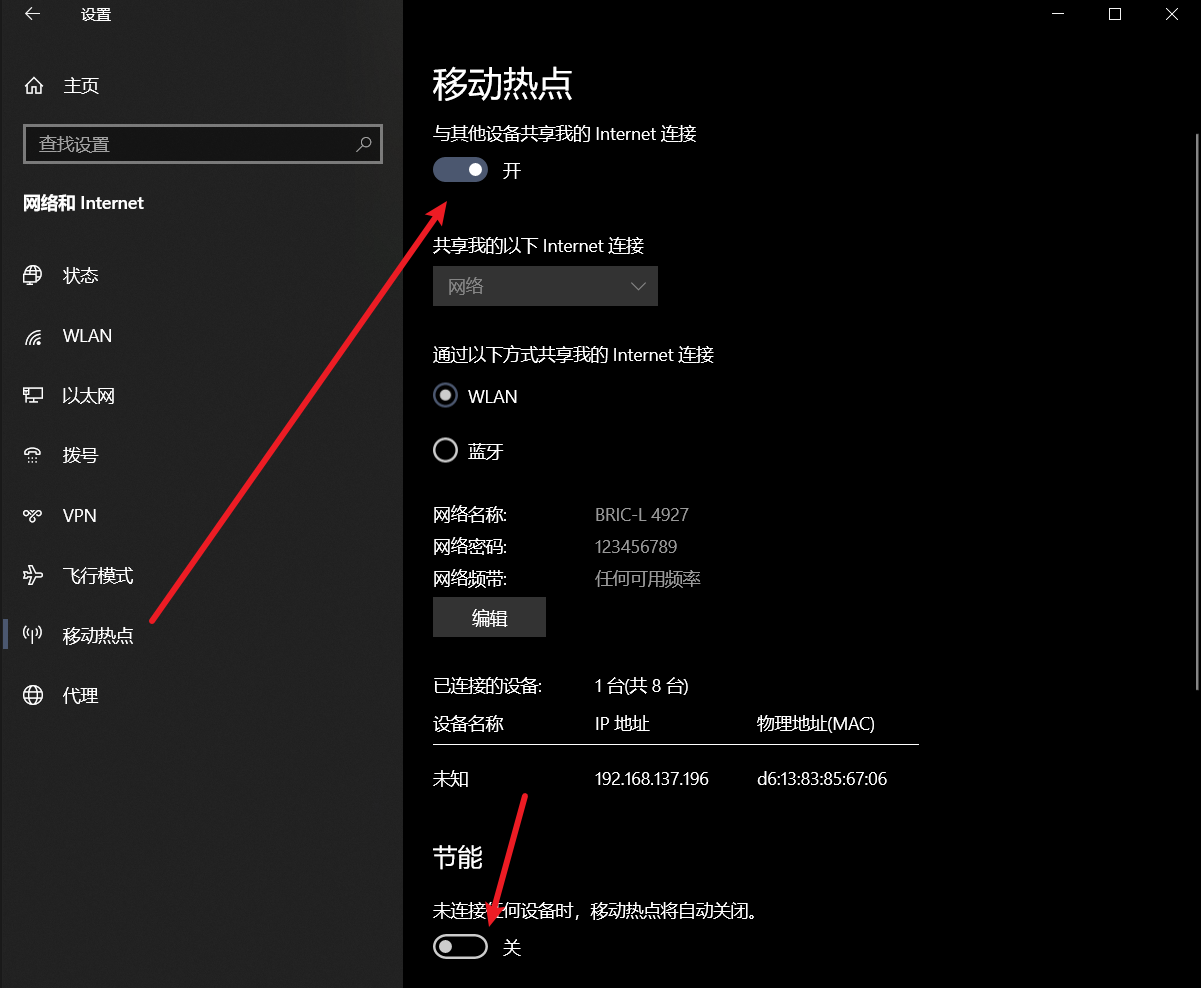 设置
主页
查找设置
网络和 Internet
状态
WLAN
以太网
拨号
VPN
飞行模式
移动热点
代理
移动热点
与其他设备共享我的 Internet 连接
开
共享我的以下 Internet 连接
网络
通过以下方式共享我的 Internet 连接
WLAN
蓝牙
网络名称: BRIC-L 4927
网络密码: 123456789
网络频带: 任何可用频率
编辑
已连接的设备: 1 台(共 8 台)
设备名称 IP 地址 物理地址(MAC)
未知 192.168.137.196 d6:13:83:85:67:06
节能
未连接任何设备时，移动热点将自动关闭。
关